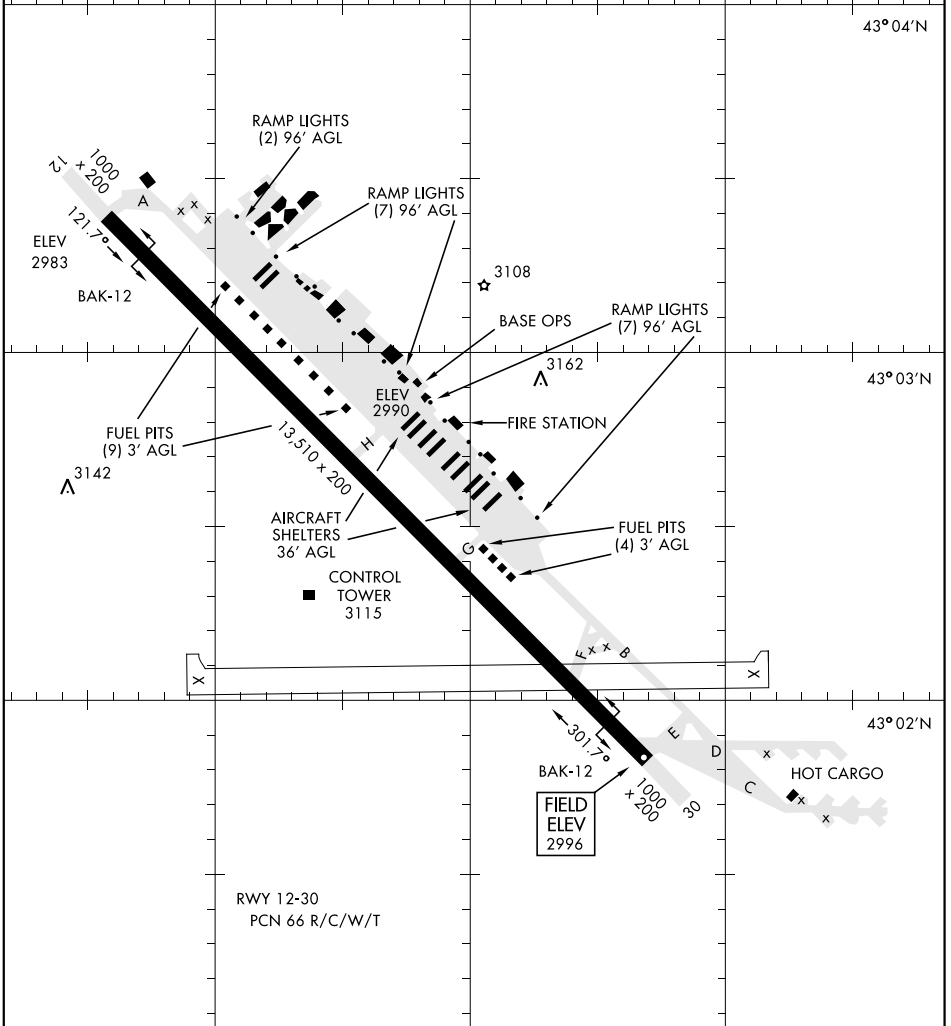 43° 04'N
RAMP LIGHTS
(2) 96' AGL
12
1000
x 200
A
x
x
x
RAMP LIGHTS
(7) 96' AGL
121.7°
ELEV
2983
BAK-12
3108
BASE OPS
RAMP LIGHTS
(7) 96' AGL
3162
43° 03'N
ELEV
2990
FIRE STATION
FUEL PITS
(9) 3' AGL
13,510 x 200
H
3142
AIRCRAFT
SHELTERS
36' AGL
G
FUEL PITS
(4) 3' AGL
CONTROL
TOWER
3115
F
x
x
B
X
X
43° 02'N
301.7°
BAK-12
E
D
x
C
HOT CARGO
x
x
1000
x 200
30
FIELD
ELEV
2996
RWY 12-30
PCN 66 R/C/W/T